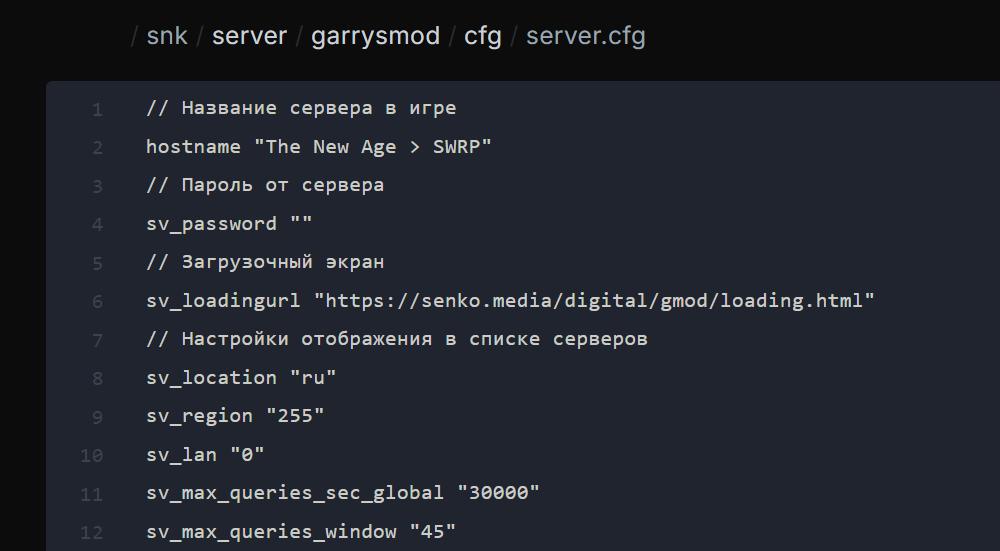 / snk / server / garrysmod / cfg / server.cfg
1 // Название сервера в игре
2 hostname "The New Age > SWRP"
3 // Пароль от сервера
4 sv_password ""
5 // Загрузочный экран
6 sv_loadingurl "https://senko.media/digital/gmod/loading.html"
7 // Настройки отображения в списке серверов
8 sv_location "ru"
9 sv_region "255"
10 sv_lan "0"
11 sv_max_queries_sec_global "30000"
12 sv_max_queries_window "45"